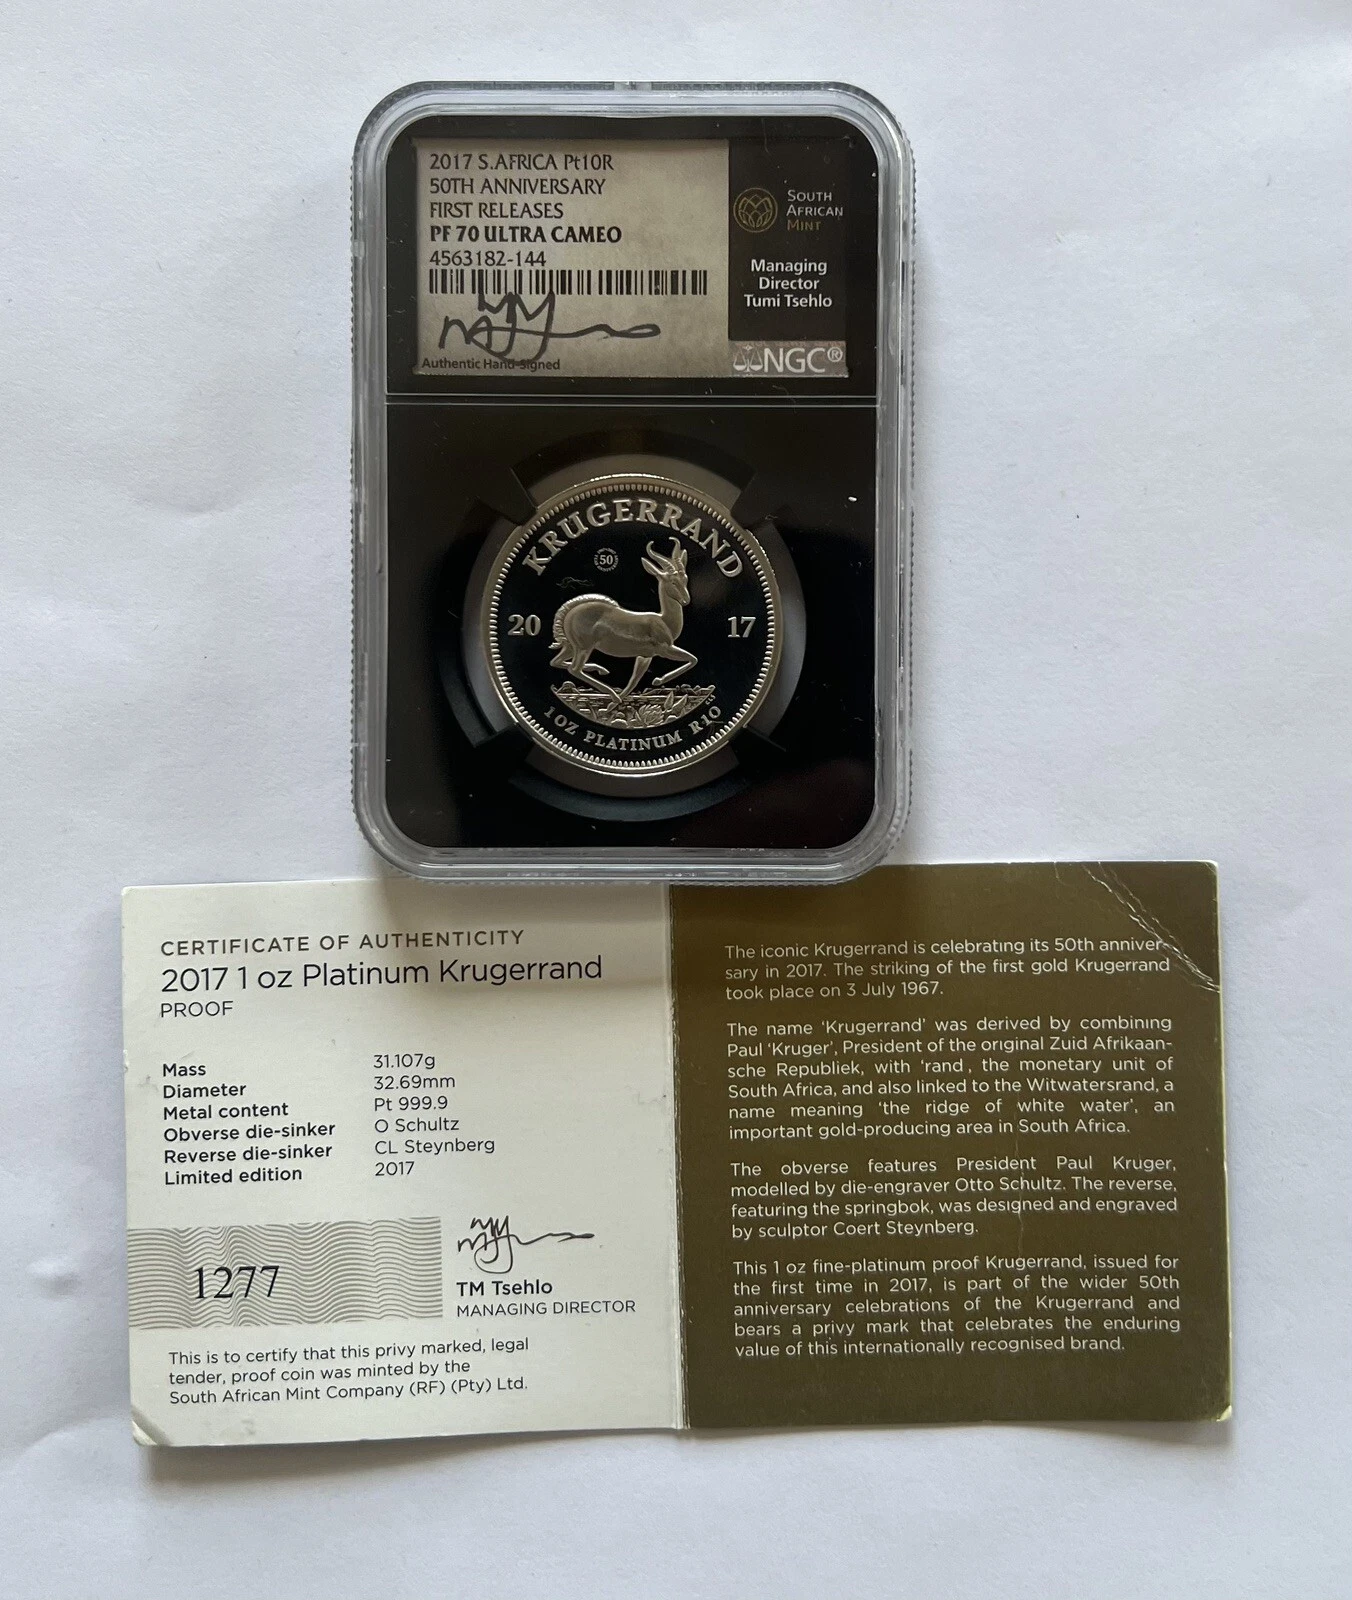 2017 S.AFRICA Pt10R
50TH ANNIVERSARY
FIRST RELEASES
PF 70 ULTRA CAMEO
4563182-144
Authentic Hand-Signed
SOUTH
AFRICAN
MINT
Managing
Director
Tumi Tsehlo
NGC®
KRUGERRAND
50
20 17
1 OZ PLATINUM R10
CERTIFICATE OF AUTHENTICITY
2017 1 oz Platinum Krugerrand
PROOF
Mass 31.107g
Diameter 32.69mm
Metal content Pt 999.9
Obverse die-sinker O Schultz
Reverse die-sinker CL Steynberg
Limited edition 2017
1277
TM Tsehlo
MANAGING DIRECTOR
This is to certify that this privy marked, legal
tender, proof coin was minted by the
South African Mint Company (RF) (Pty) Ltd.
The iconic Krugerrand is celebrating its 50th anniver-
sary in 2017. The striking of the first gold Krugerrand
took place on 3 July 1967.
The name 'Krugerrand' was derived by combining
Paul 'Kruger', President of the original Zuid Afrikaan-
sche Republiek, with 'rand, the monetary unit of
South Africa, and also linked to the Witwatersrand, a
name meaning 'the ridge of white water', an
important gold-producing area in South Africa.
The obverse features President Paul Kruger,
modelled by die-engraver Otto Schultz. The reverse,
featuring the springbok, was designed and engraved
by sculptor Coert Steynberg.
This 1 oz fine-platinum proof Krugerrand, issued for
the first time in 2017, is part of the wider 50th
anniversary celebrations of the Krugerrand and
bears a privy mark that celebrates the enduring
value of this internationally recognised brand.